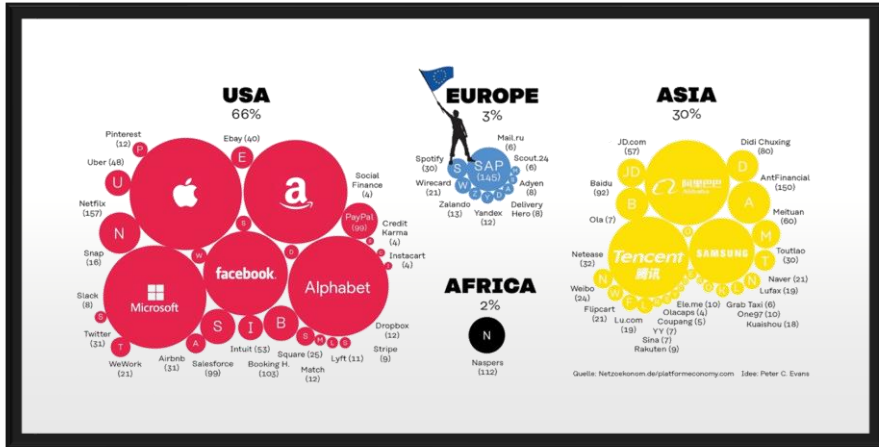 USA
66%
Pinterest
(12)
Ebay (40)
Uber (48)
Netfilx
(157)
Social
Finance
(4)
PayPal
(99)
Credit
Karma
(4)
Instacart
(4)
Snap
(16)
a
facebook.
Alphabet
Microsoft
Slack
(8)
Twitter
(31)
WeWork
(21)
Airbnb
(31)
Salesforce
(99)
Intuit (53)
Booking H.
(103)
Square (25)
Match
(12)
Lyft (11)
Stripe
(9)
Dropbox
(12)
P
E
U
N
S
T
A
S
I
B
EUROPE
3%
Mail.ru
(6)
Spotify
(30)
SAP
(145)
Scout.24
(6)
Wirecard
(21)
Adyen
(8)
Zalando
(13)
Yandex
(12)
Delivery
Hero (8)
S
W
AFRICA
2%
N
Naspers
(112)
ASIA
30%
JD.com
(57)
Didi Chuxing
(80)
Baidu
(92)
AntFinancial
(150)
Ola (7)
阿里巴巴
Meituan
(60)
Tencent
腾讯
SAMSUNG
Toutlao
(30)
Netease
(32)
Weibo
(24)
Flipcart
(21)
Naver (21)
Lufax (19)
Lu.com
(19)
Ele.me (10)
Olacaps (4)
Coupang (5)
YY (7)
Sina (7)
Rakuten (9)
Grab Taxi (6)
One97 (10)
Kuaishou (18)
JD
B
D
A
M
T
N
Quelle: Netzoekonom.de/platformeconomy.com Idee: Peter C. Evans